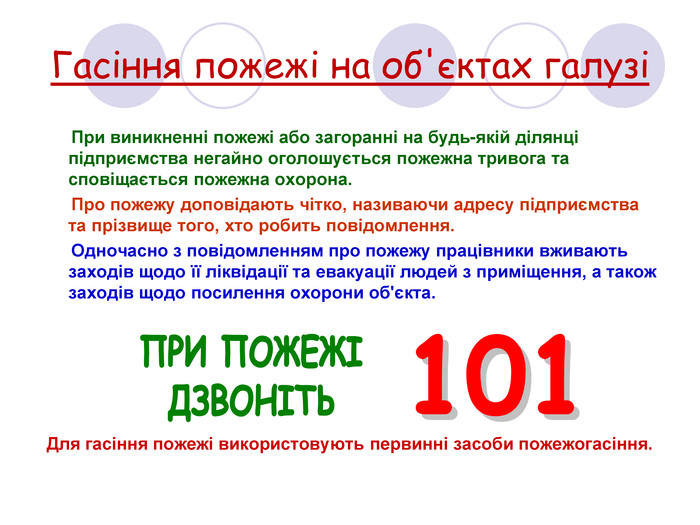 Гасіння пожежі на об'єктах галузі
При виникненні пожежі або загоранні на будь-якій ділянці
підприємства негайно оголошується пожежна тривога та
сповіщається пожежна охорона.
Про пожежу доповідають чітко, називаючи адресу підприємства
та прізвище того, хто робить повідомлення.
Одночасно з повідомленням про пожежу працівники вживають
заходів щодо її ліквідації та евакуації людей з приміщення, а також
заходів щодо посилення охорони об'єкта.
ПРИ ПОЖЕЖІ
ДЗВОНІТЬ
101
Для гасіння пожежі використовують первинні засоби пожежогасіння.